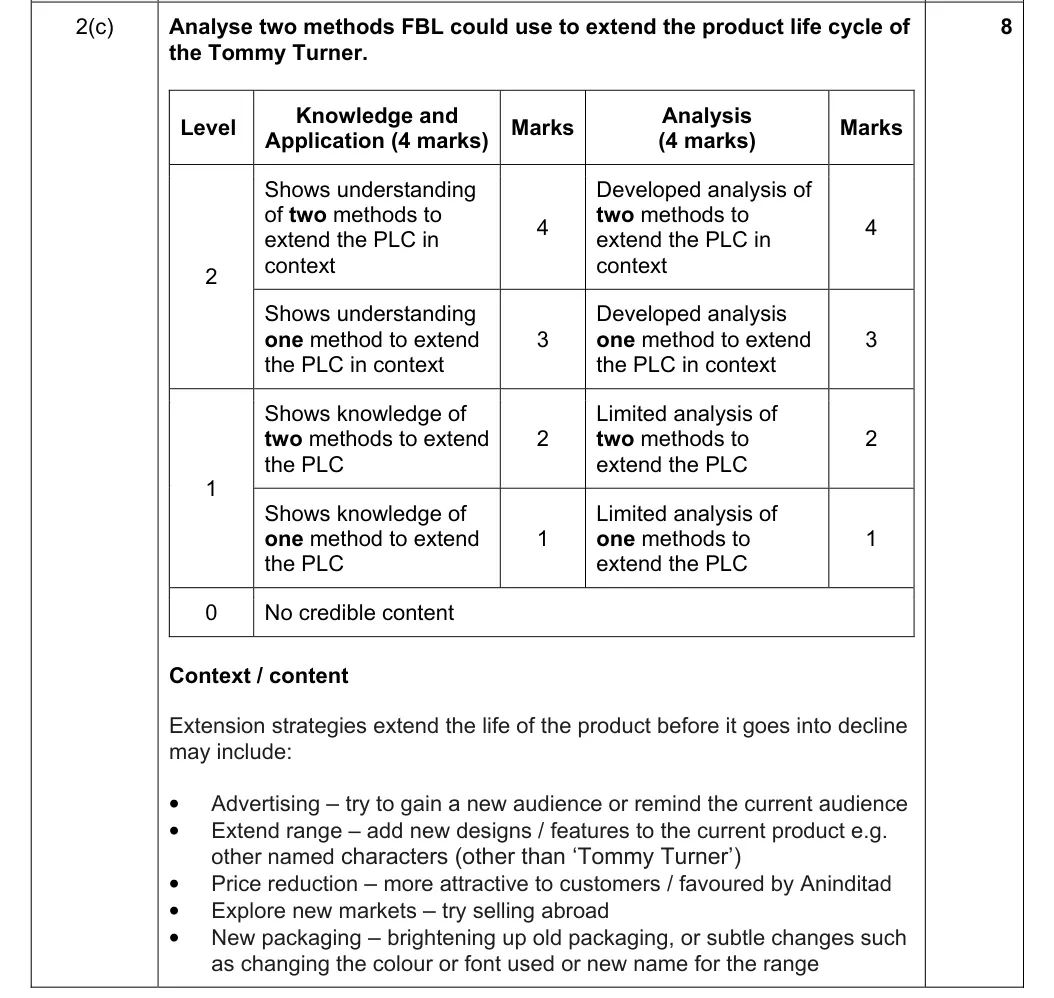 2(c) Analyse two methods FBL could use to extend the product life cycle of 8
the Tommy Turner.
Level Knowledge and Application (4 marks) Marks Analysis (4 marks) Marks
2
Shows understanding
of two methods to
extend the PLC in
context
4
Developed analysis of
two methods to
extend the PLC in
context
4
Shows understanding
one method to extend
the PLC in context
3
Developed analysis
one method to extend
the PLC in context
3
1
Shows knowledge of
two methods to extend
the PLC
2
Limited analysis of
two methods to
extend the PLC
2
Shows knowledge of
one method to extend
the PLC
1
Limited analysis of
one methods to
extend the PLC
1
0 No credible content
Context / content
Extension strategies extend the life of the product before it goes into decline
may include:
• Advertising – try to gain a new audience or remind the current audience
• Extend range – add new designs / features to the current product e.g.
other named characters (other than ‘Tommy Turner’)
• Price reduction – more attractive to customers / favoured by Aninditad
• Explore new markets – try selling abroad
• New packaging – brightening up old packaging, or subtle changes such
as changing the colour or font used or new name for the range